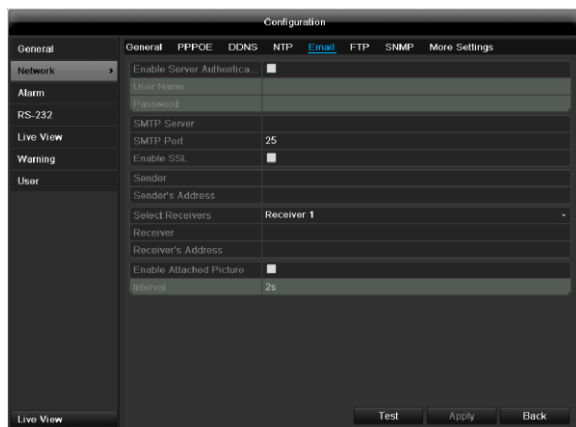 Configuration
General
Network
Alarm
RS-232
Live View
Warning
User
Live View
General PPPOE DDNS NTP Email FTP SNMP More Settings
Enable Server Authentica...
User Name
Password
SMTP Server
SMTP Port 25
Enable SSL
Sender
Sender's Address
Select Receivers Receiver 1
Receiver
Receiver's Address
Enable Attached Picture
Interval 2s
Test Apply Back